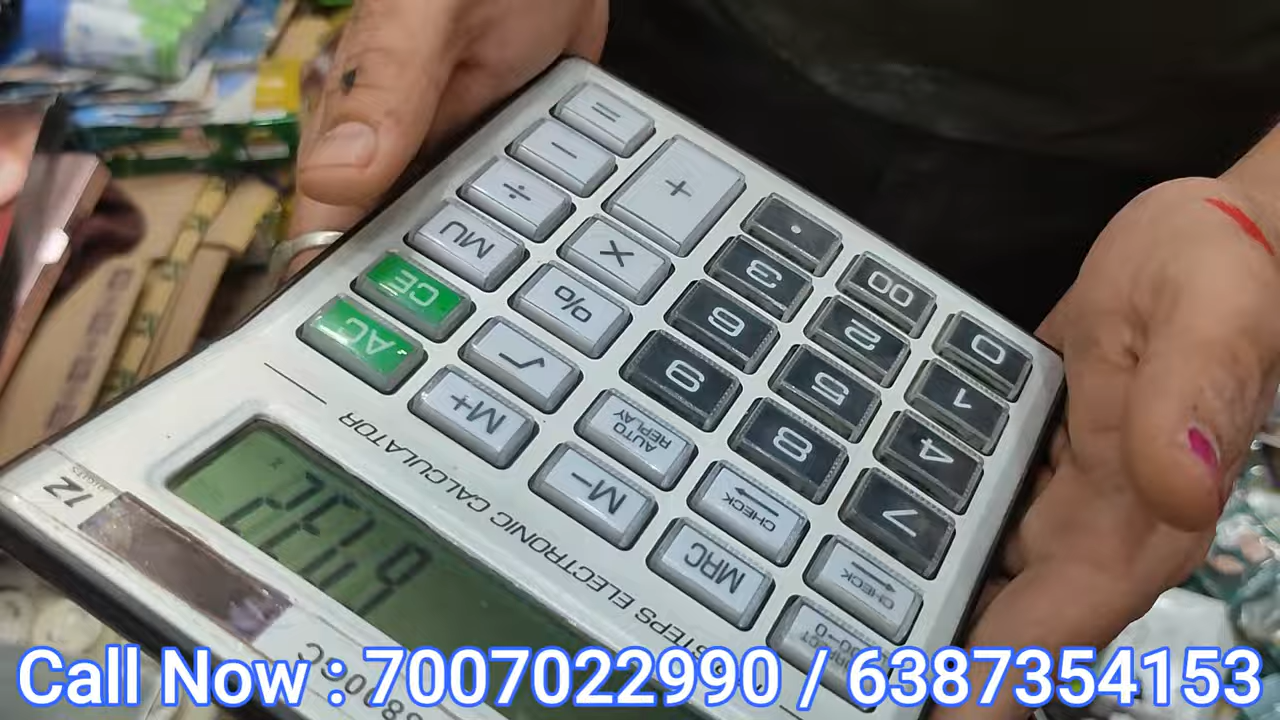 12
DIGITS
STEPS ELECTRONIC CALCULATOR
MRC M− M+ AC
CHECK → CHECK ← AUTO REPLAY √ CE
7 8 9 % MU
4 5 6 × ÷
1 2 3 + −
0 00 . =
Call Now : 7007022990 / 6387354153